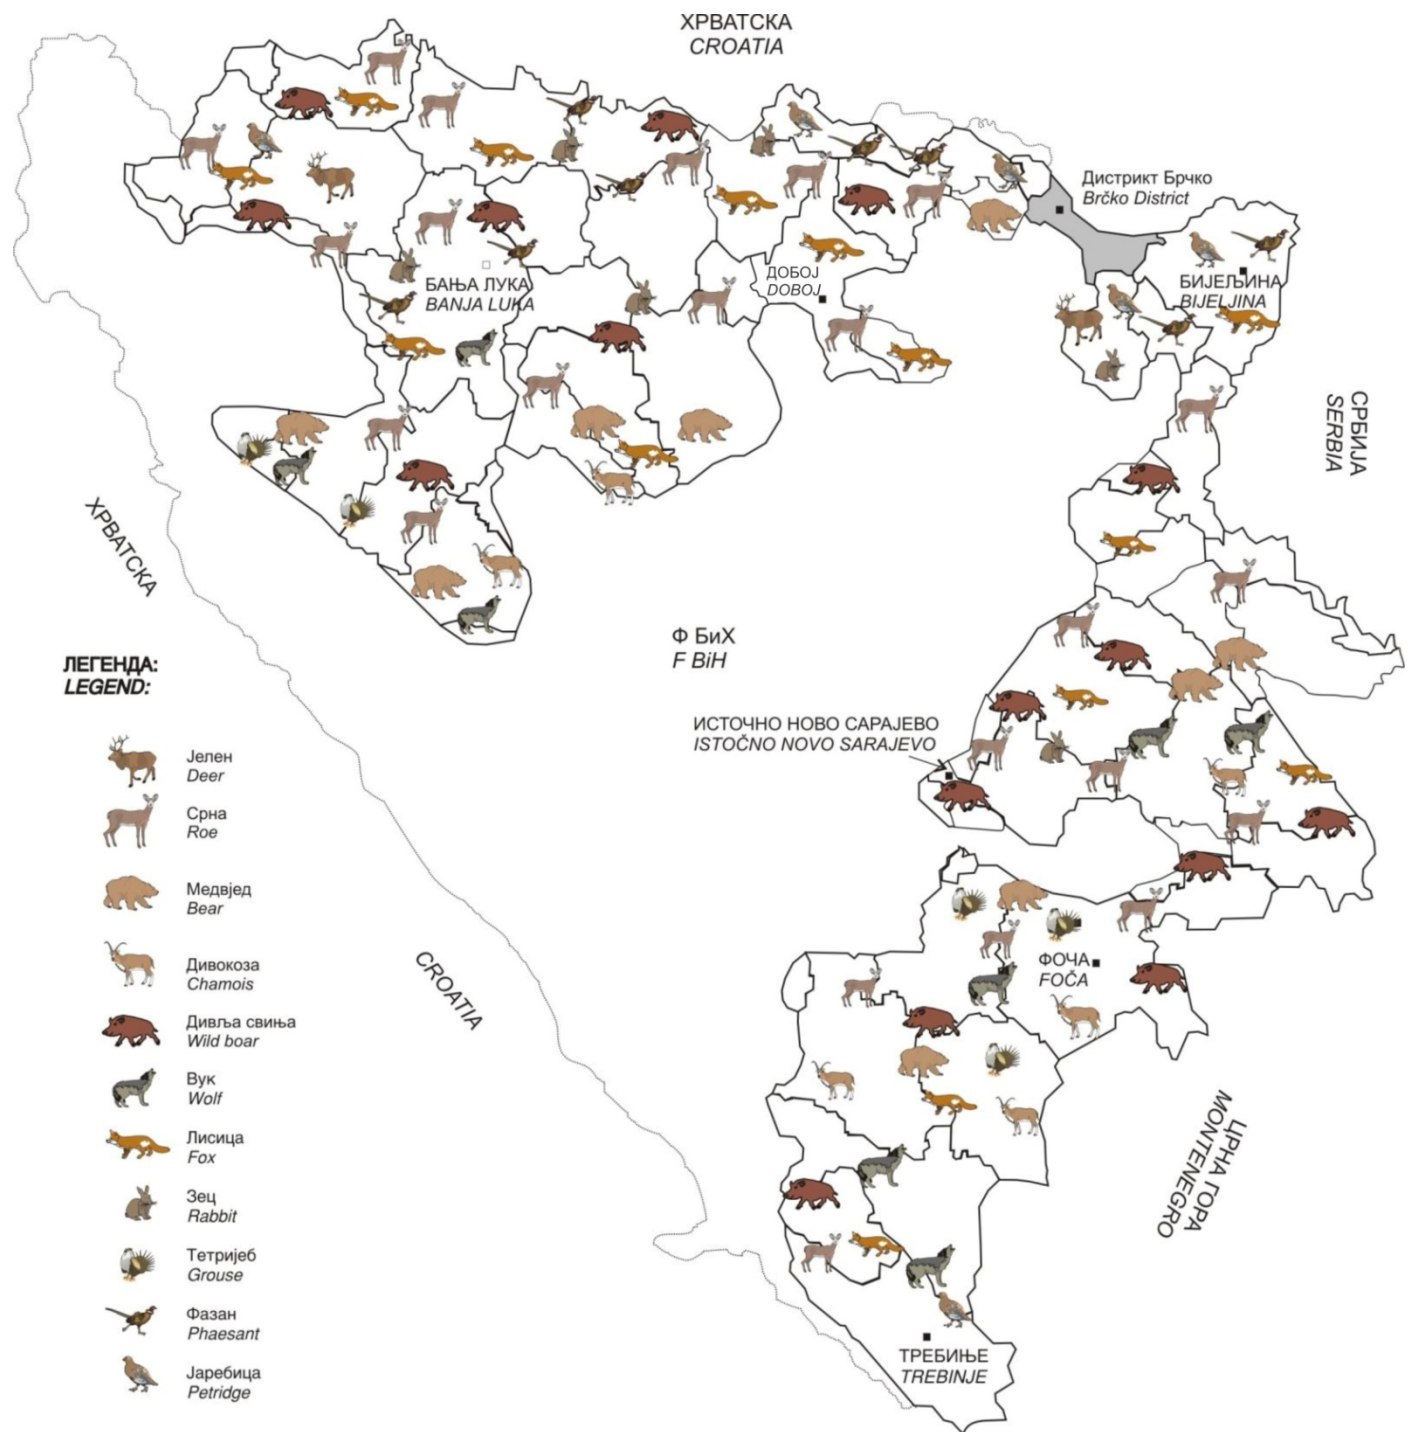 ХРВАТСКА
CROATIA
Дистрикт Брчко
Brčko District
БАЊА ЛУКА
BANJA LUKA
ДОБОЈ
DOBOJ
БИЈЕЉИНА
BIJELJINA
СРБИЈА
SERBIA
ХРВАТСКА
CROATIA
Ф БиХ
F BiH
ИСТОЧНО НОВО САРАЈЕВО
ISTOČNO NOVO SARAJEVO
ФОЧА
FOČA
ЦРНА ГОРА
MONTENEGRO
ТРЕБИЊЕ
TREBINJE
ЛЕГЕНДА:
LEGEND:
Јелен
Deer
Срна
Roe
Медвјед
Bear
Дивокоза
Chamois
Дивља свиња
Wild boar
Вук
Wolf
Лисица
Fox
Зец
Rabbit
Тетријеб
Grouse
Фазан
Phaesant
Јаребица
Petridge